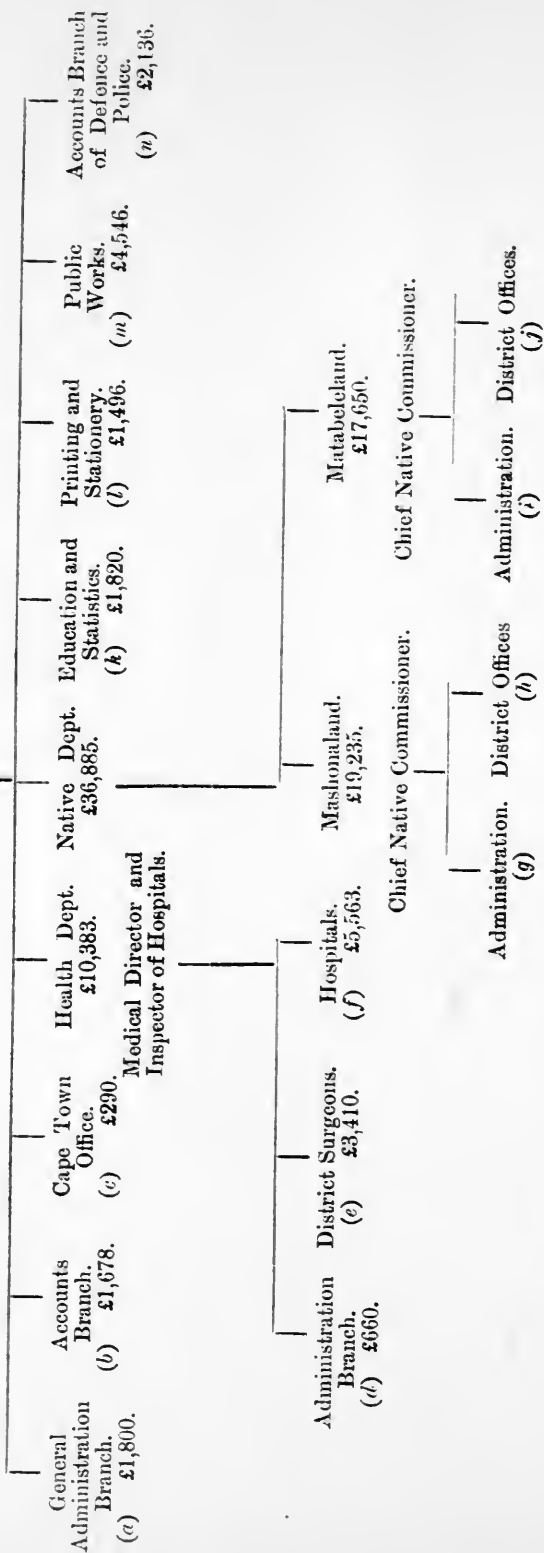 General
Administration
Branch.
(a) £1,800.
Accounts
Branch.
(b) £1,678.
Cape Town
Office.
(c) £290.
Health Dept.
£10,383.
Native Dept.
£36,885.
Education and
Statistics.
(k) £1,820.
Printing and
Stationery.
(l) £1,496.
Public
Works.
(m) £4,546.
Accounts Branch
of Defence and
Police.
(n) £2,136.
Medical Director and
Inspector of Hospitals.
Administration
Branch.
(d) £660.
District Surgeons.
(e) £3,410.
Hospitals.
(f) £5,563.
Mashonaland.
£19,235.
Matabeleland.
£17,650.
Chief Native Commissioner.
Chief Native Commissioner.
Administration. District Offices
(g) (h)
Administration. District Offices.
(i) (j)